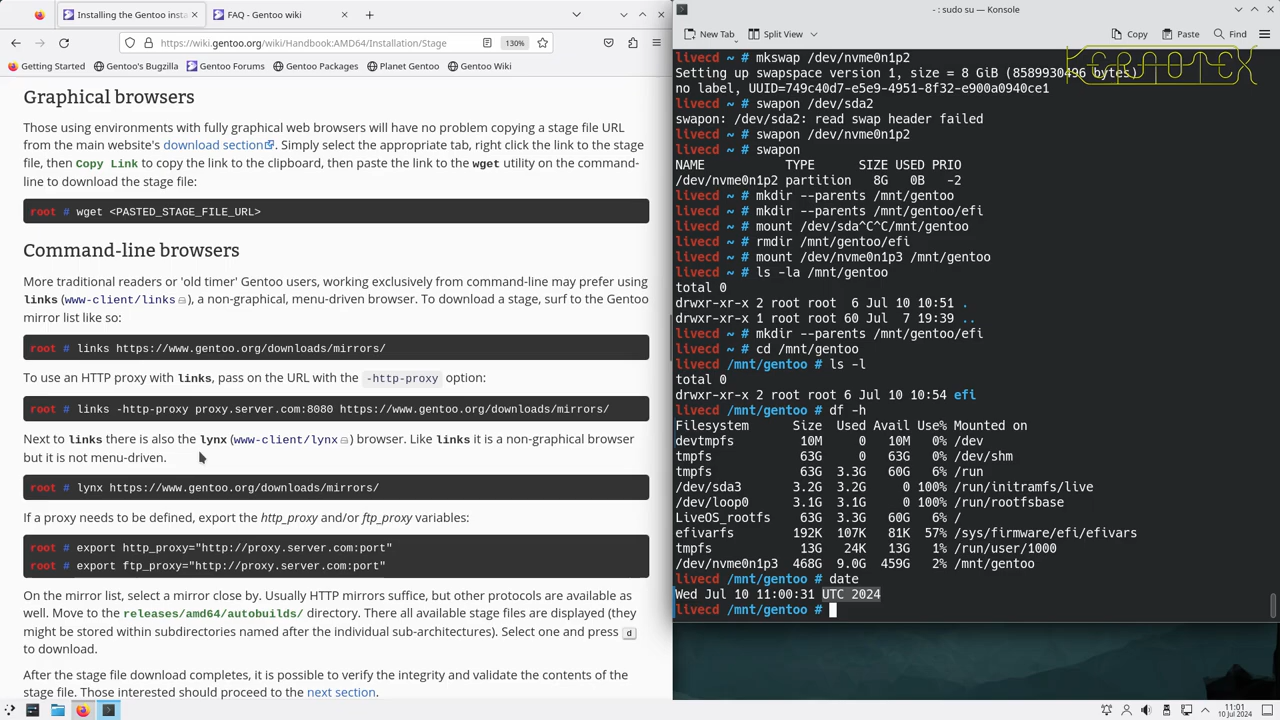 Installing the Gentoo inst
FAQ - Gentoo wiki
https://wiki.gentoo.org/wiki/Handbook:AMD64/Installation/Stage
130%
Getting Started
Gentoo's Bugzilla
Gentoo Forums
Gentoo Packages
Planet Gentoo
Gentoo Wiki
Graphical browsers
Those using environments with fully graphical web browsers will have no problem copying a stage file URL
from the main website's download section. Simply select the appropriate tab, right click the link to the stage
file, then Copy Link to copy the link to the clipboard, then paste the link to the wget utility on the command-
line to download the stage file:
root # wget <PASTED_STAGE_FILE_URL>
Command-line browsers
More traditional readers or 'old timer' Gentoo users, working exclusively from command-line may prefer using
links (www-client/links), a non-graphical, menu-driven browser. To download a stage, surf to the Gentoo
mirror list like so:
root # links https://www.gentoo.org/downloads/mirrors/
To use an HTTP proxy with links, pass on the URL with the -http-proxy option:
root # links -http-proxy proxy.server.com:8080 https://www.gentoo.org/downloads/mirrors/
Next to links there is also the lynx (www-client/lynx) browser. Like links it is a non-graphical browser
but it is not menu-driven.
root # lynx https://www.gentoo.org/downloads/mirrors/
If a proxy needs to be defined, export the http_proxy and/or ftp_proxy variables:
root # export http_proxy="http://proxy.server.com:port"
root # export ftp_proxy="http://proxy.server.com:port"
On the mirror list, select a mirror close by. Usually HTTP mirrors suffice, but other protocols are available as
well. Move to the releases/amd64/autobuilds/ directory. There all available stage files are displayed (they
might be stored within subdirectories named after the individual sub-architectures). Select one and press d
to download.
After the stage file download completes, it is possible to verify the integrity and validate the contents of the
stage file. Those interested should proceed to the next section.
- : sudo su — Konsole
New Tab
Split View
Copy
Paste
Find
KERNOTEX
livecd ~ # mkswap /dev/nvme0n1p2
Setting up swapspace version 1, size = 8 GiB (8589930496 bytes)
no label, UUID=749c40d7-e5e9-4951-8f32-e900a0940ce1
livecd ~ # swapon /dev/sda2
swapon: /dev/sda2: read swap header failed
livecd ~ # swapon /dev/nvme0n1p2
livecd ~ # swapon
NAME TYPE SIZE USED PRIO
/dev/nvme0n1p2 partition 8G 0B -2
livecd ~ # mkdir --parents /mnt/gentoo
livecd ~ # mkdir --parents /mnt/gentoo/efi
livecd ~ # mount /dev/sda^C^C/mnt/gentoo
livecd ~ # rmdir /mnt/gentoo/efi
livecd ~ # mount /dev/nvme0n1p3 /mnt/gentoo
livecd ~ # ls -la /mnt/gentoo
total 0
drwxr-xr-x 2 root root 6 Jul 10 10:51 .
drwxr-xr-x 1 root root 60 Jul 7 19:39 ..
livecd ~ # mkdir --parents /mnt/gentoo/efi
livecd ~ # cd /mnt/gentoo
livecd /mnt/gentoo # ls -l
total 0
drwxr-xr-x 2 root root 6 Jul 10 10:54 efi
livecd /mnt/gentoo # df -h
Filesystem Size Used Avail Use% Mounted on
devtmpfs 10M 0 10M 0% /dev
tmpfs 63G 0 63G 0% /dev/shm
tmpfs 63G 3.3G 60G 6% /run
/dev/sda3 3.2G 3.2G 0 100% /run/initramfs/live
/dev/loop0 3.1G 3.1G 0 100% /run/rootfsbase
LiveOS_rootfs 63G 3.3G 60G 6% /
efivarfs 192K 107K 81K 57% /sys/firmware/efi/efivars
tmpfs 13G 24K 13G 1% /run/user/1000
/dev/nvme0n1p3 468G 9.0G 459G 2% /mnt/gentoo
livecd /mnt/gentoo # date
Wed Jul 10 11:00:31 UTC 2024
livecd /mnt/gentoo #
11:01
10 Jul 2024